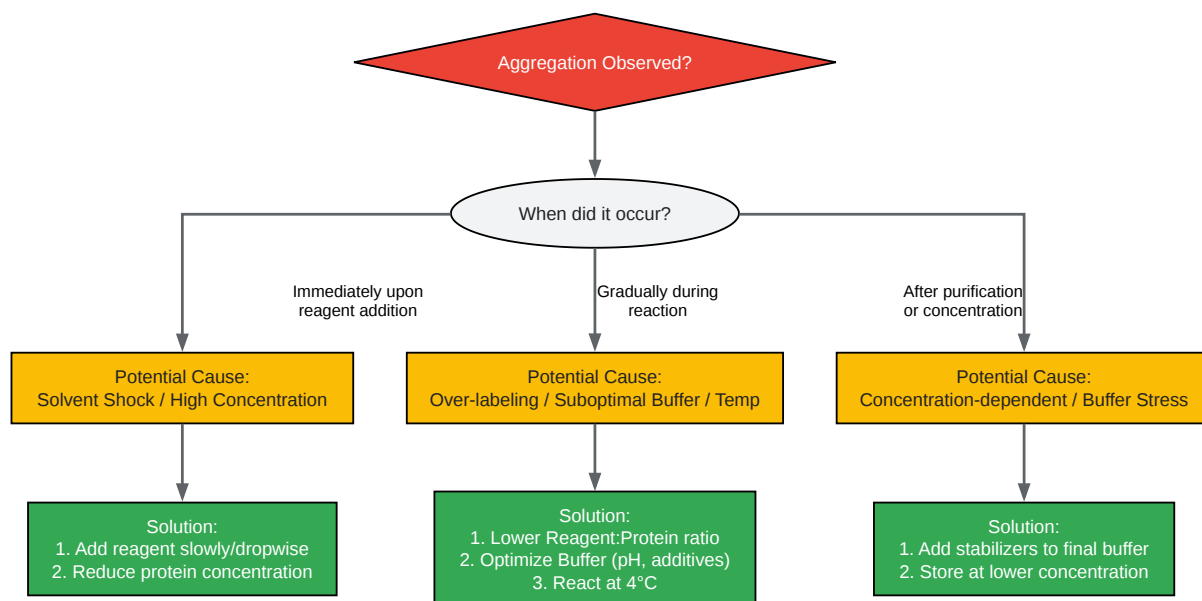 Aggregation Observed?
When did it occur?
Immediately upon
reagent addition
Gradually during
reaction
After purification
or concentration
Potential Cause:
Solvent Shock / High Concentration
Potential Cause:
Over-labeling / Suboptimal Buffer / Temp
Potential Cause:
Concentration-dependent / Buffer Stress
Solution:
1. Add reagent slowly/dropwise
2. Reduce protein concentration
Solution:
1. Lower Reagent:Protein ratio
2. Optimize Buffer (pH, additives)
3. React at 4°C
Solution:
1. Add stabilizers to final buffer
2. Store at lower concentration